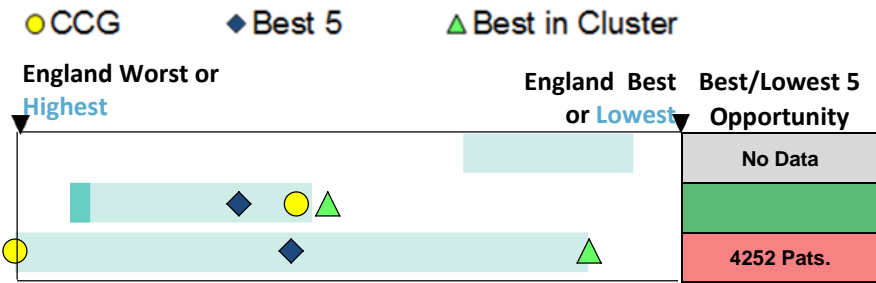 CCG Best 5 Best in Cluster
England Worst or
Highest
England Best
or Lowest
Best/Lowest 5
Opportunity
No Data
4252 Pats.